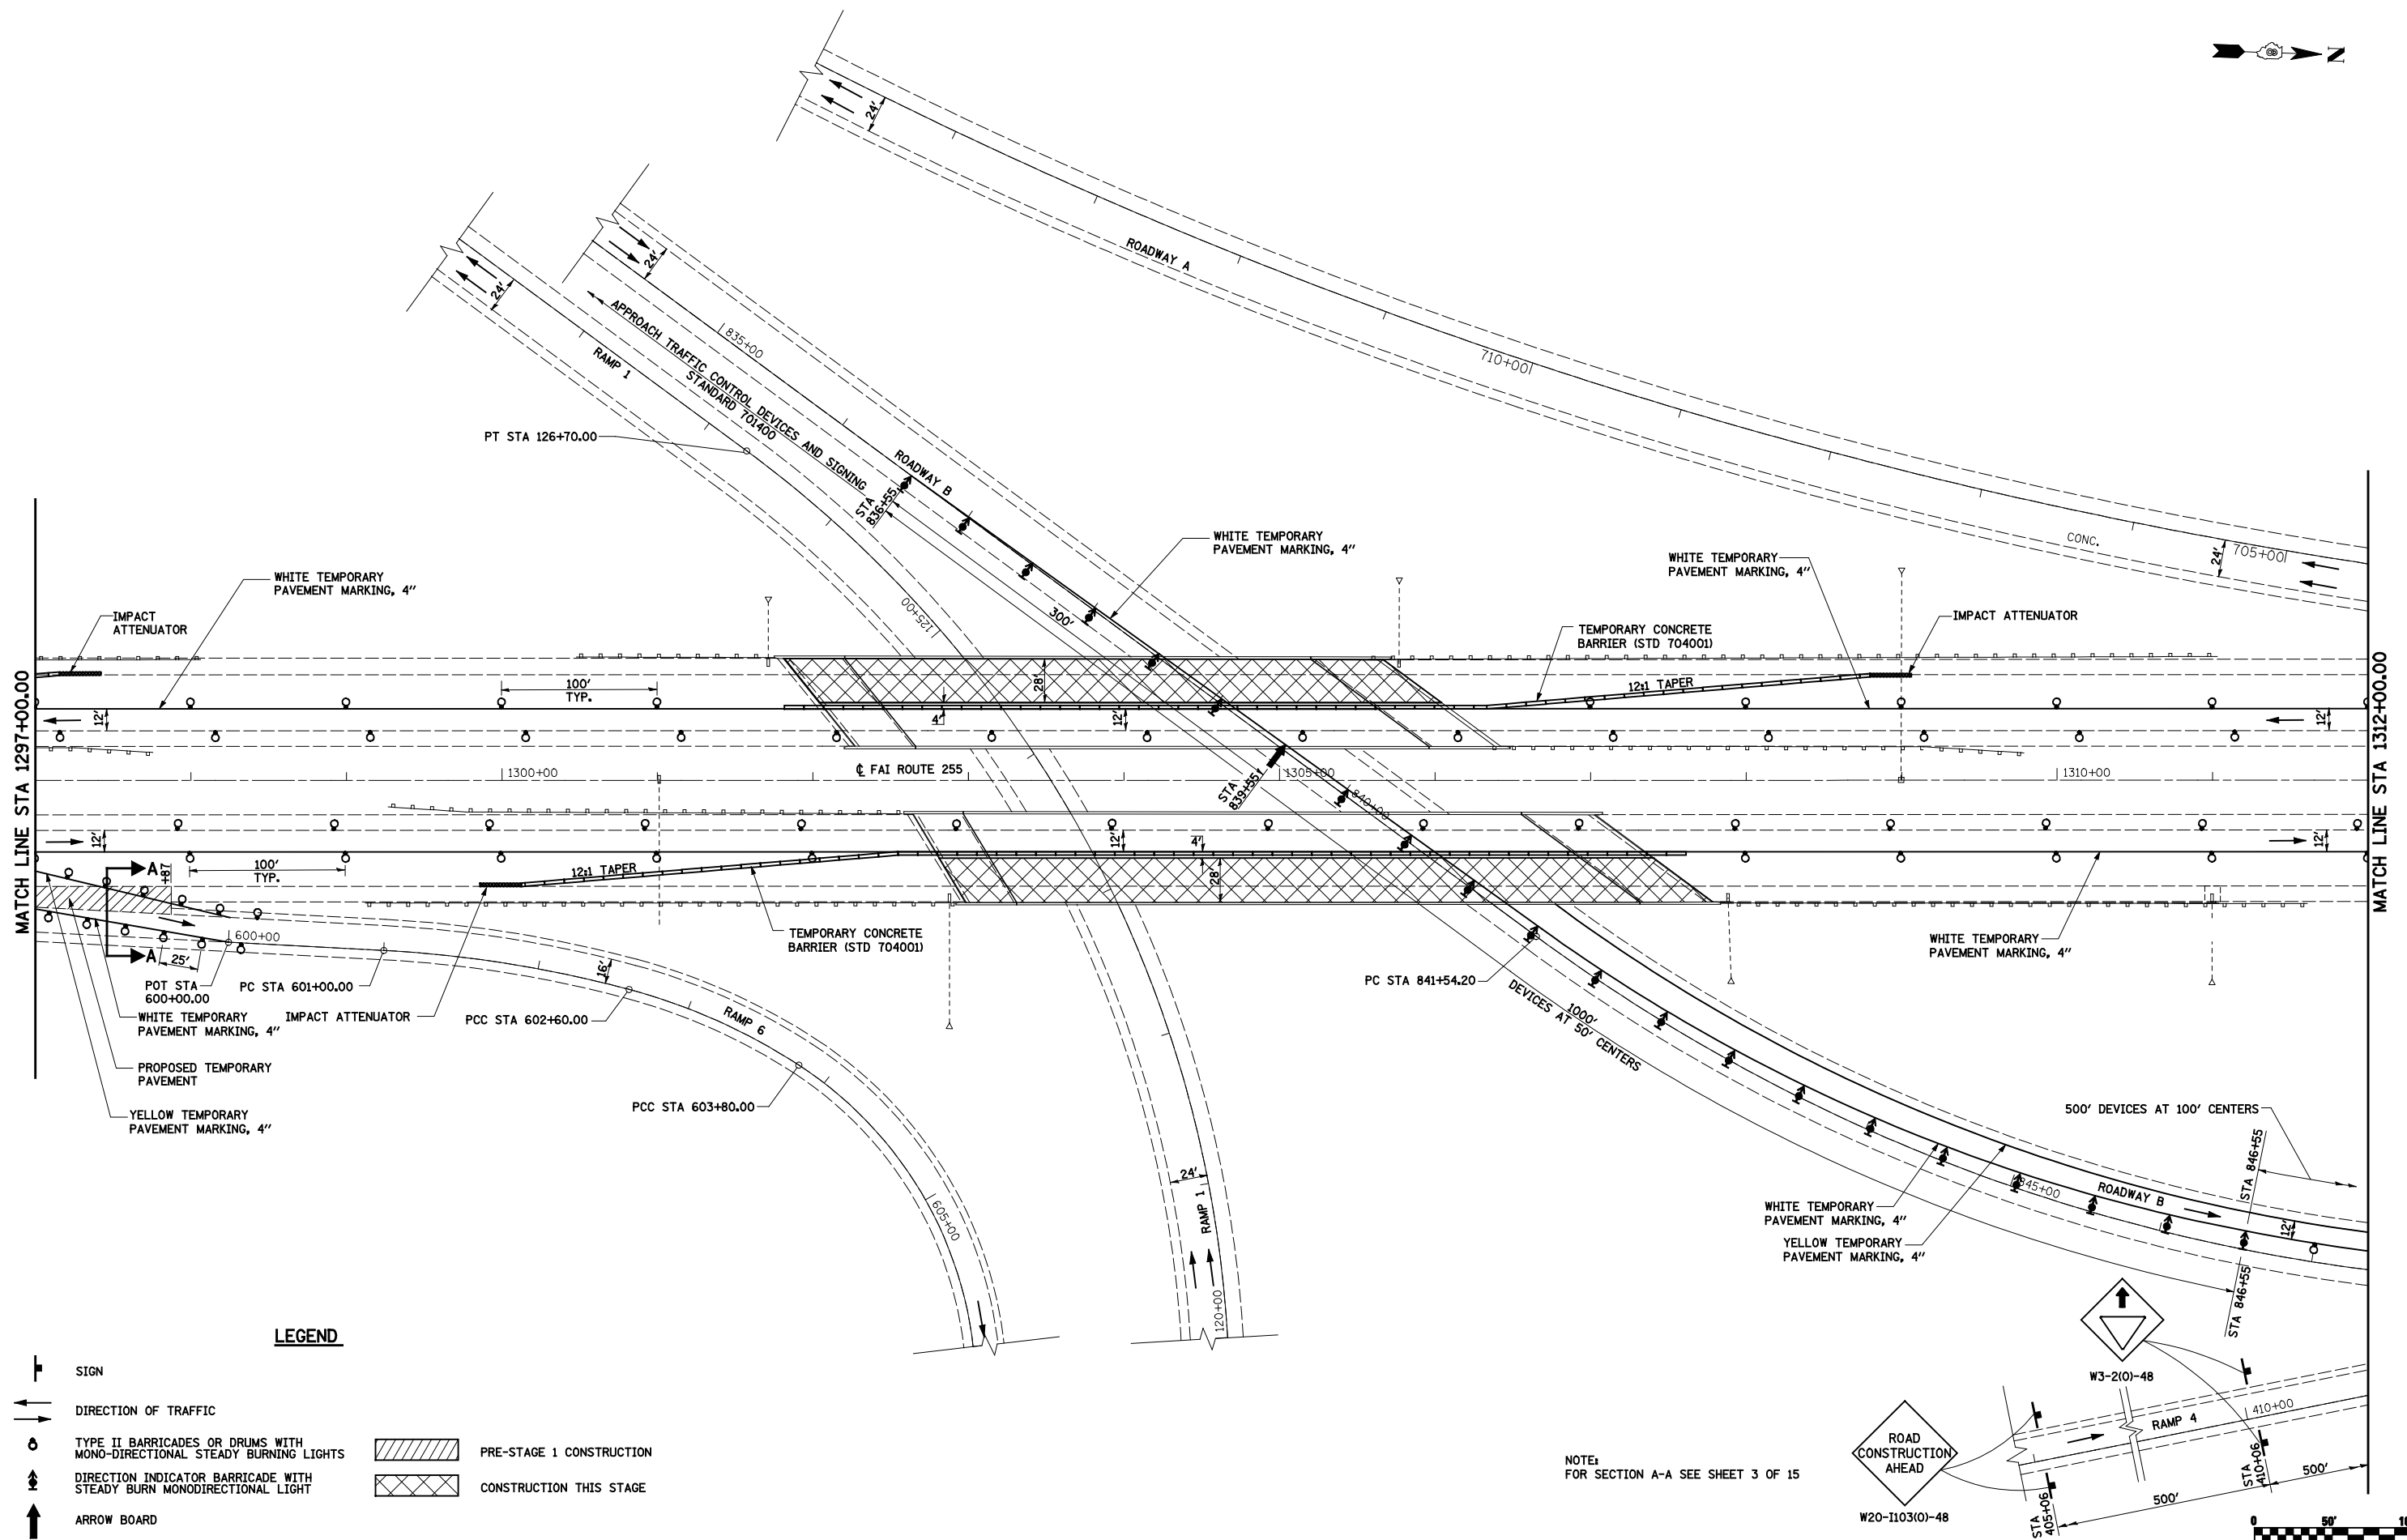 N
24'
24'
24'
ROADWAY A
710+00
705+00
CONC.
24'
835+00
RAMP 1
APPROACH TRAFFIC CONTROL DEVICES AND SIGNING
STANDARD 701400
PT STA 126+70.00
ROADWAY B
STA
836+55
125+00
300'
WHITE TEMPORARY
PAVEMENT MARKING, 4"
WHITE TEMPORARY
PAVEMENT MARKING, 4"
WHITE TEMPORARY
PAVEMENT MARKING, 4"
IMPACT
ATTENUATOR
IMPACT ATTENUATOR
TEMPORARY CONCRETE
BARRIER (STD 704001)
12:1 TAPER
100'
TYP.
28'
4'
12'
12'
12'
MATCH LINE STA 1297+00.00
MATCH LINE STA 1312+00.00
1300+00
℄ FAI ROUTE 255
1305+00
1310+00
STA
839+55
840+00
12'
12'
4'
12'
28'
A
A
+87
100'
TYP.
12:1 TAPER
600+00
25'
POT STA
600+00.00
PC STA 601+00.00
16'
TEMPORARY CONCRETE
BARRIER (STD 704001)
WHITE TEMPORARY
PAVEMENT MARKING, 4"
IMPACT ATTENUATOR
PCC STA 602+60.00
RAMP 6
PROPOSED TEMPORARY
PAVEMENT
YELLOW TEMPORARY
PAVEMENT MARKING, 4"
PCC STA 603+80.00
605+00
PC STA 841+54.20
1000'
DEVICES AT 50' CENTERS
WHITE TEMPORARY
PAVEMENT MARKING, 4"
500' DEVICES AT 100' CENTERS
STA 846+55
24'
RAMP 1
120+00
845+00
ROADWAY B
WHITE TEMPORARY
PAVEMENT MARKING, 4"
YELLOW TEMPORARY
PAVEMENT MARKING, 4"
12'
STA 846+55
W3-2(O)-48
ROAD
CONSTRUCTION
AHEAD
W20-I103(O)-48
RAMP 4
410+00
STA
405+06
STA
410+06
500'
500'
0
50'
LEGEND
SIGN
DIRECTION OF TRAFFIC
TYPE II BARRICADES OR DRUMS WITH
MONO-DIRECTIONAL STEADY BURNING LIGHTS
DIRECTION INDICATOR BARRICADE WITH
STEADY BURN MONODIRECTIONAL LIGHT
ARROW BOARD
PRE-STAGE 1 CONSTRUCTION
CONSTRUCTION THIS STAGE
NOTE:
FOR SECTION A-A SEE SHEET 3 OF 15